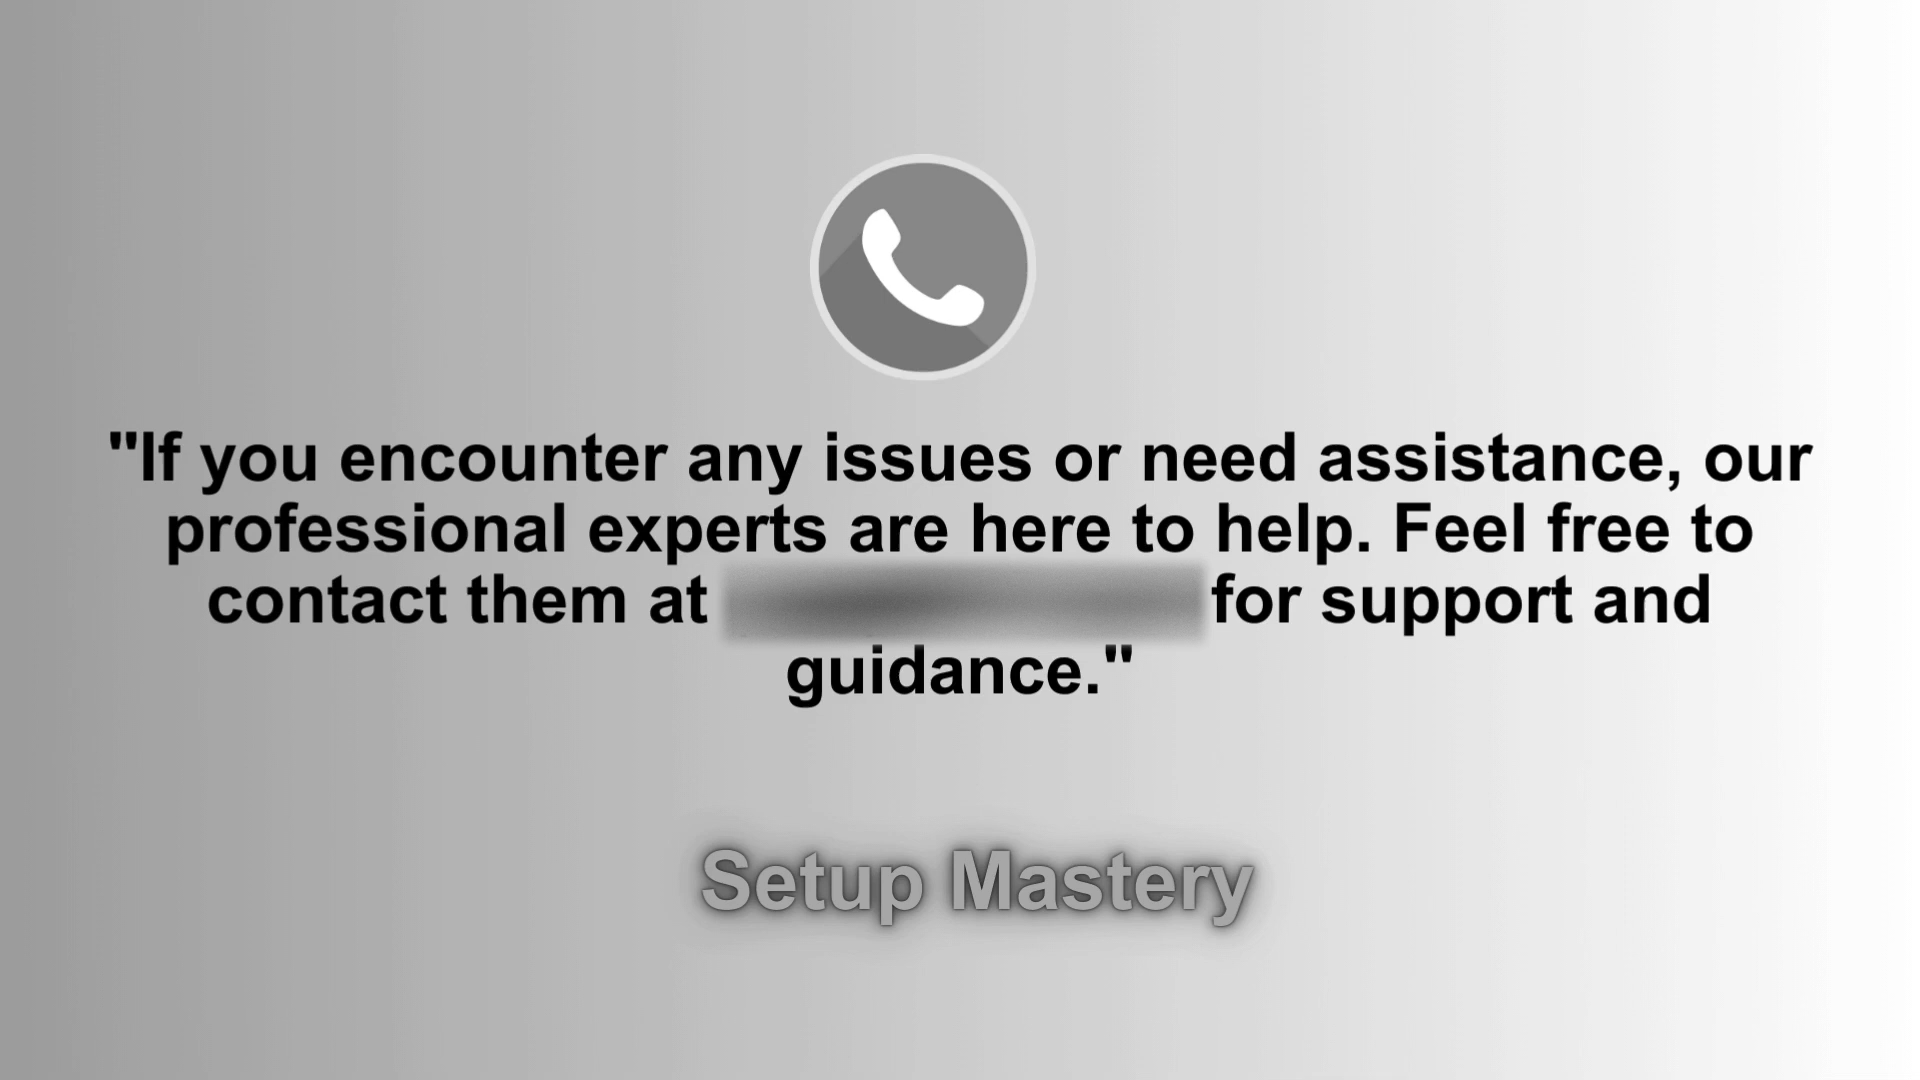 "If you encounter any issues or need assistance, our
professional experts are here to help. Feel free to
contact them at for support and
guidance."
Setup Mastery